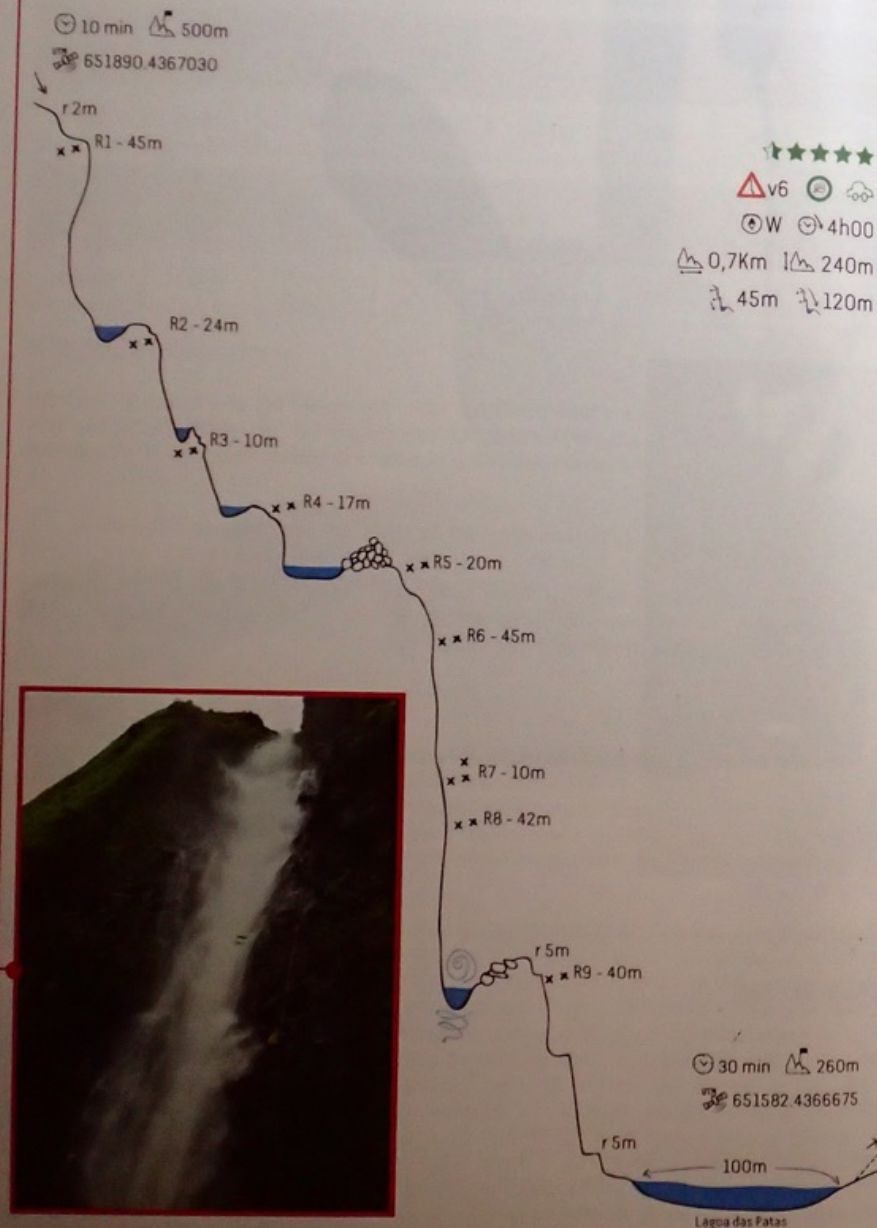 10 min 500m
651890.4367030
r 2m
R1 - 45m
v6
W 4h00
0,7Km 240m
45m 120m
R2 - 24m
R3 - 10m
R4 - 17m
R5 - 20m
R6 - 45m
R7 - 10m
R8 - 42m
r 5m
R9 - 40m
30 min 260m
651582.4366675
r 5m
100m
Lagoa das Patas